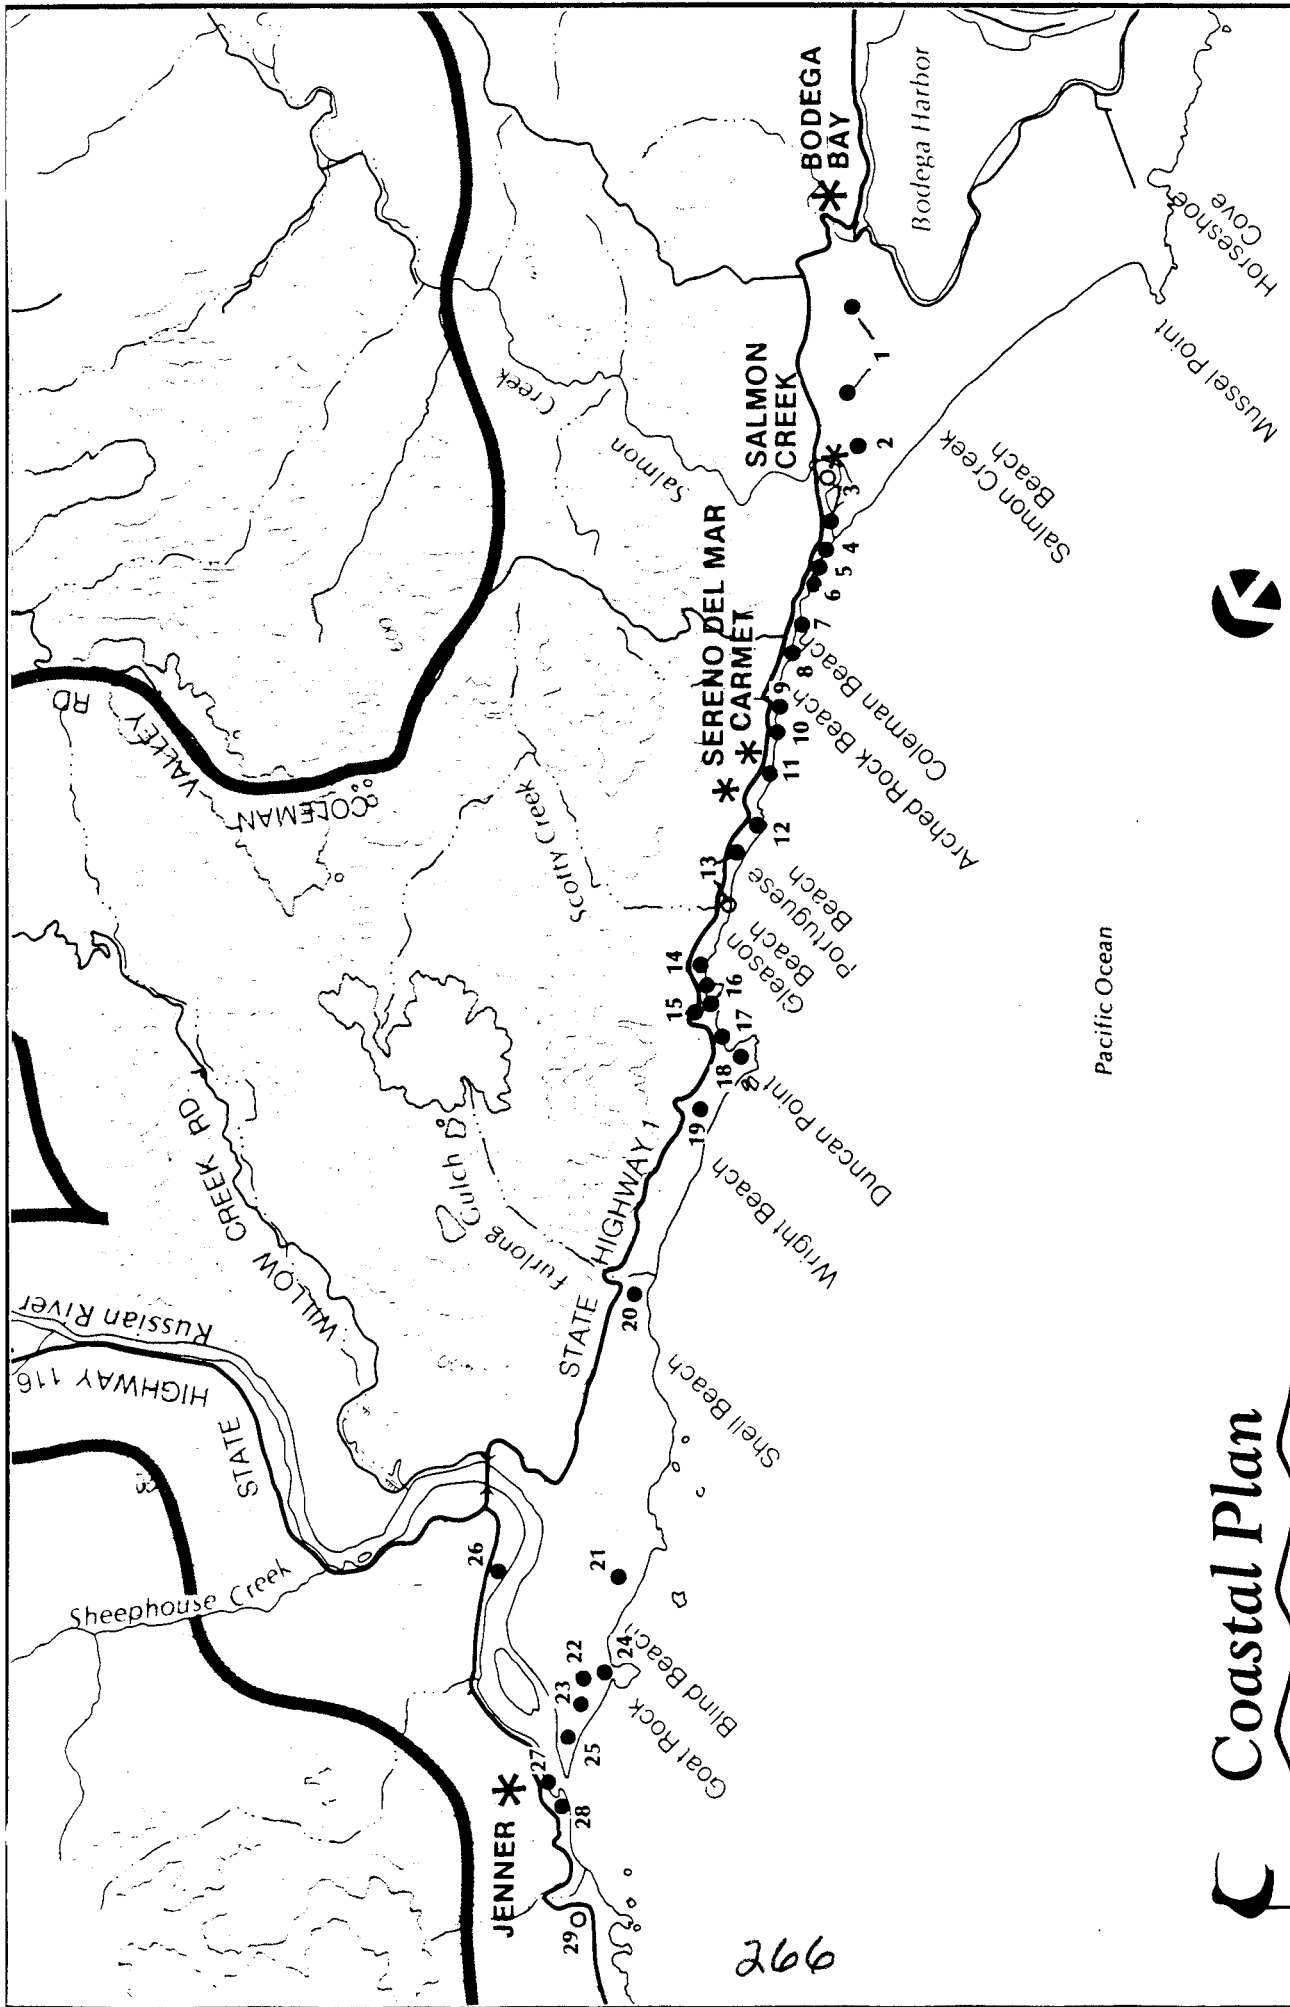 JENNER
29
28
27
25
23
22
24
21
26
Sheephouse Creek
STATE
HIGHWAY 116
Russian River
WILLOW CREEK RD
STATE HIGHWAY 1
Furlong Gulch
Goat Rock
Blind Beach
Shell Beach
20
19
Wright Beach
18
17
Duncan Point
15
16
14
Gleason
Beach
Portuguese
Beach
13
12
Scotty Creek
COLEMAN VALLEY RD
600
SERENO DEL MAR
CARMET
11
10
9
8
7
Arched Rock Beach
Coleman Beach
6
5
4
3
2
1
SALMON
CREEK
Salmon Creek
Salmon Creek
Beach
BODEGA
BAY
Bodega Harbor
Horseshoe
Cove
Mussel Point
Pacific Ocean
Coastal Plan
266